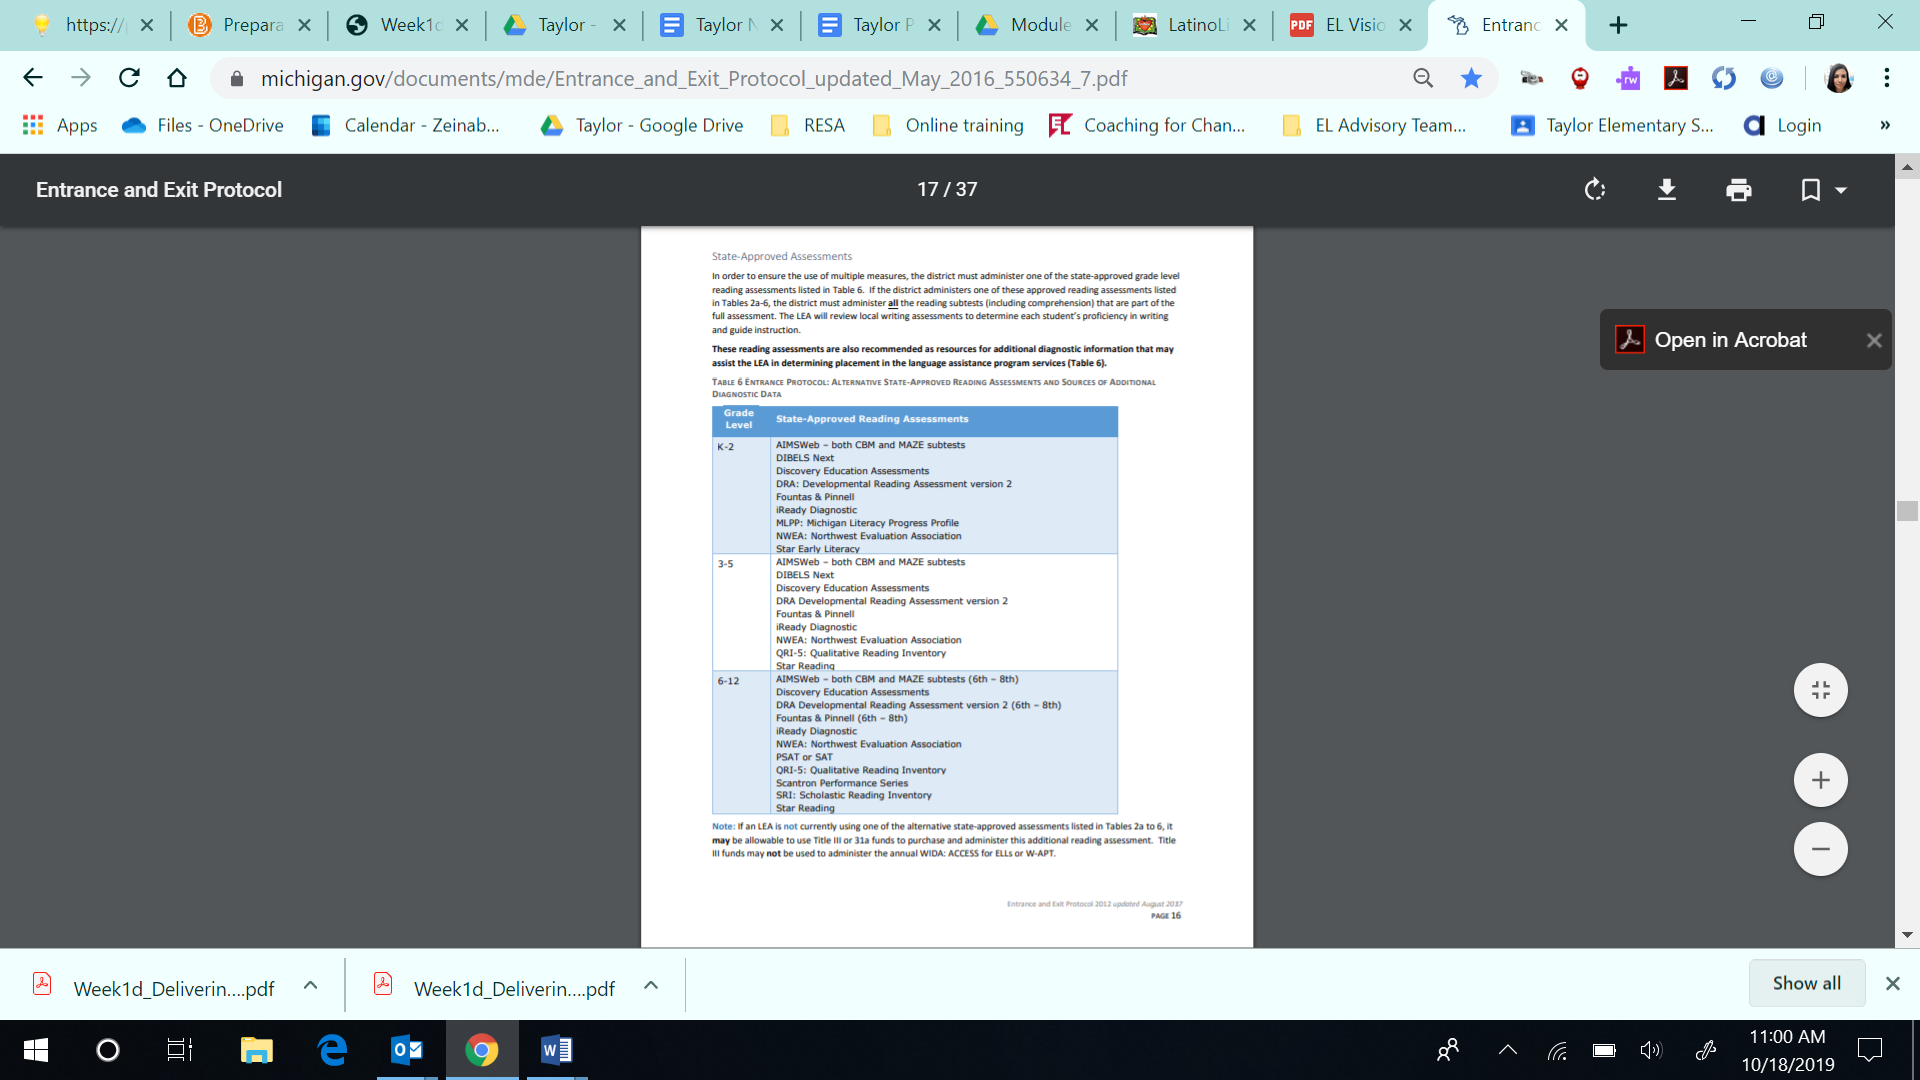 https://
Prepara
Week1d
Taylor -
Taylor N
Taylor P
Module
LatinoLi
PDF
EL Visio
Entranc
michigan.gov/documents/mde/Entrance_and_Exit_Protocol_updated_May_2016_550634_7.pdf
rw
Apps
Files - OneDrive
Calendar - Zeinab...
Taylor - Google Drive
RESA
Online training
Coaching for Chan...
EL Advisory Team...
Taylor Elementary S...
Login
»
Entrance and Exit Protocol
17 / 37
State-Approved Assessments
In order to ensure the use of multiple measures, the district must administer one of the state-approved grade level
reading assessments listed in Table 6. If the district administers one of these approved reading assessments listed
in Tables 2a-6, the district must administer all the reading subtests (including comprehension) that are part of the
full assessment. The LEA will review local writing assessments to determine each student's proficiency in writing
and guide instruction.
These reading assessments are also recommended as resources for additional diagnostic information that may
assist the LEA in determining placement in the language assistance program services (Table 6).
TABLE 6 ENTRANCE PROTOCOL: ALTERNATIVE STATE-APPROVED READING ASSESSMENTS AND SOURCES OF ADDITIONAL
DIAGNOSTIC DATA
Grade
Level
State-Approved Reading Assessments
K-2
AIMSWeb – both CBM and MAZE subtests
DIBELS Next
Discovery Education Assessments
DRA: Developmental Reading Assessment version 2
Fountas & Pinnell
iReady Diagnostic
MLPP: Michigan Literacy Progress Profile
NWEA: Northwest Evaluation Association
Star Early Literacy
3-5
AIMSWeb – both CBM and MAZE subtests
DIBELS Next
Discovery Education Assessments
DRA Developmental Reading Assessment version 2
Fountas & Pinnell
iReady Diagnostic
NWEA: Northwest Evaluation Association
QRI-5: Qualitative Reading Inventory
Star Reading
6-12
AIMSWeb – both CBM and MAZE subtests (6th – 8th)
Discovery Education Assessments
DRA Developmental Reading Assessment version 2 (6th – 8th)
Fountas & Pinnell (6th – 8th)
iReady Diagnostic
NWEA: Northwest Evaluation Association
PSAT or SAT
QRI-5: Qualitative Reading Inventory
Scantron Performance Series
SRI: Scholastic Reading Inventory
Star Reading
Note: If an LEA is not currently using one of the alternative state-approved assessments listed in Tables 2a to 6, it
may be allowable to use Title III or 31a funds to purchase and administer this additional reading assessment. Title
III funds may not be used to administer the annual WIDA: ACCESS for ELLs or W-APT.
Entrance and Exit Protocol 2012 updated August 2017
PAGE 16
Open in Acrobat
Week1d_Deliverin....pdf
Week1d_Deliverin....pdf
Show all
11:00 AM
10/18/2019